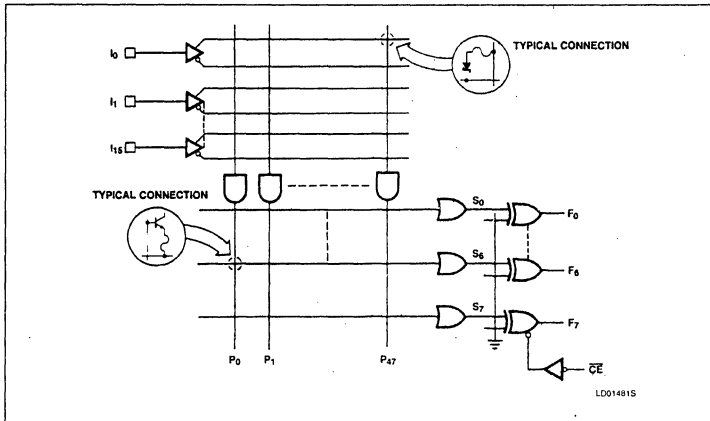 I0
TYPICAL CONNECTION
I1
I15
TYPICAL CONNECTION
S0
F0
S6
F6
S7
F7
P0 P1 P47
CE
LD01481S